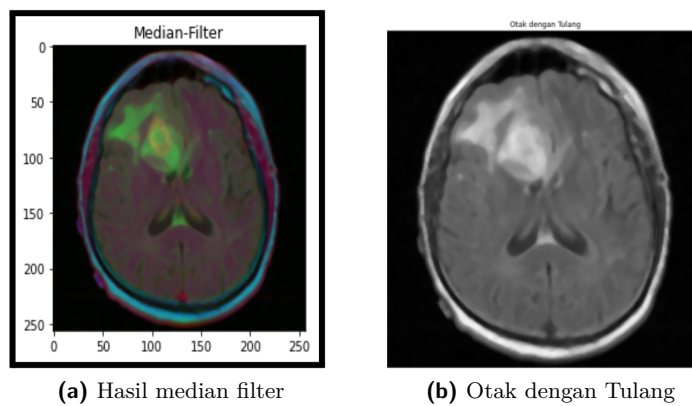 Median-Filter
0
50
100
150
200
250
0 50 100 150 200 250
(a) Hasil median filter
Otak dengan Tulang
(b) Otak dengan Tulang